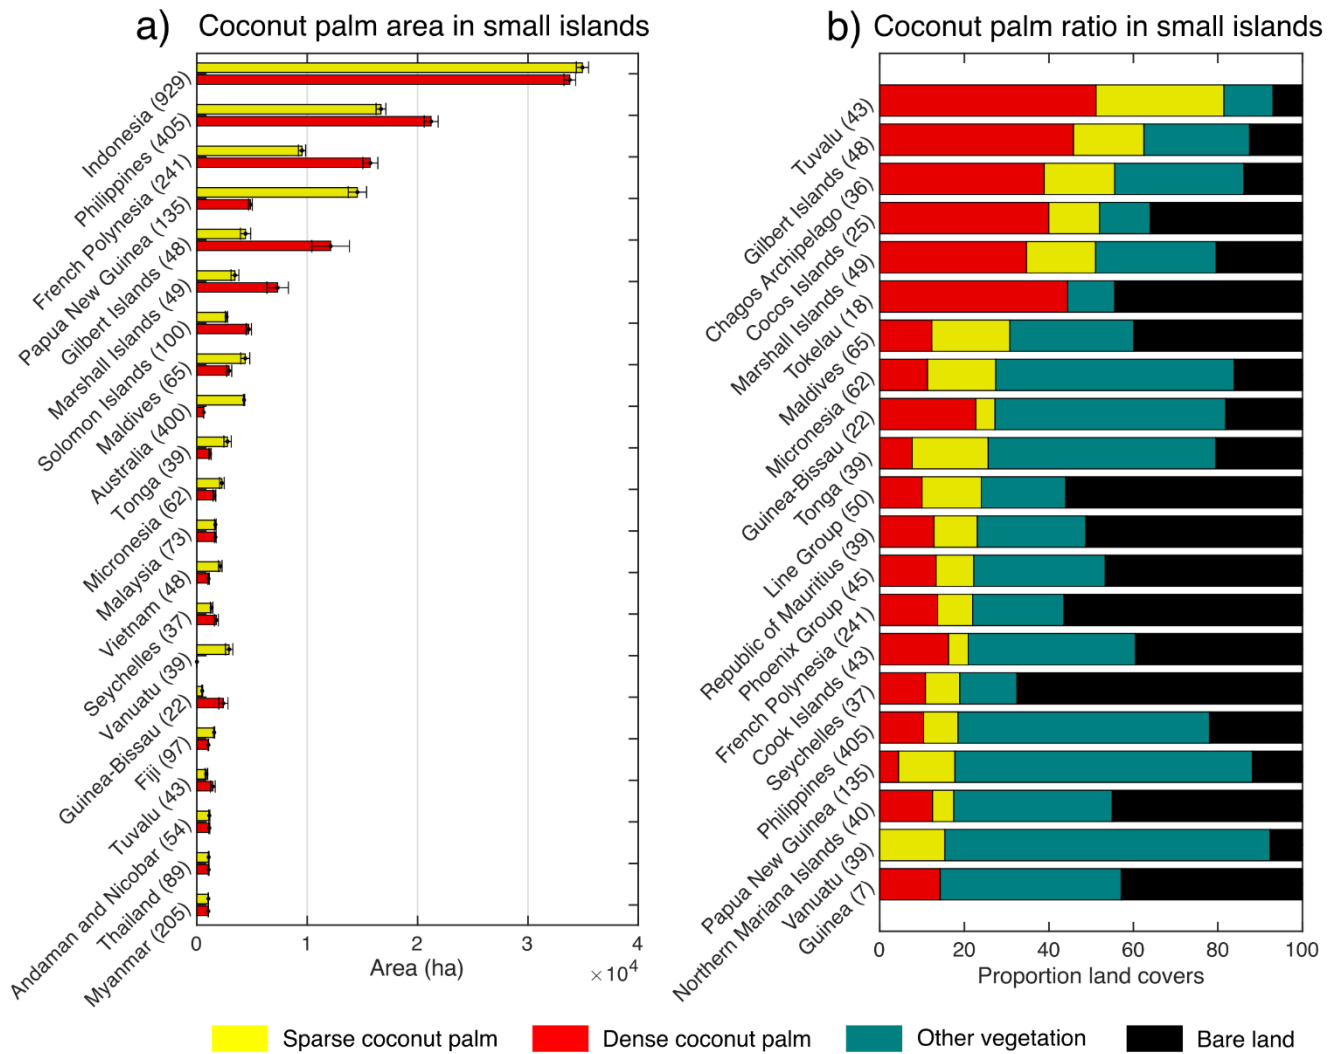 a) Coconut palm area in small islands
Indonesia (929)
Philippines (405)
French Polynesia (241)
Papua New Guinea (135)
Gilbert Islands (48)
Marshall Islands (49)
Solomon Islands (100)
Maldives (65)
Australia (400)
Tonga (39)
Micronesia (62)
Malaysia (73)
Vietnam (48)
Seychelles (37)
Vanuatu (39)
Guinea-Bissau (22)
Fiji (97)
Tuvalu (43)
Andaman and Nicobar (54)
Thailand (89)
Myanmar (205)
0 1 2 3 4
Area (ha)
×10⁴
b) Coconut palm ratio in small islands
Tuvalu (43)
Gilbert Islands (48)
Chagos Archipelago (36)
Cocos Islands (25)
Marshall Islands (49)
Tokelau (18)
Maldives (65)
Micronesia (62)
Guinea-Bissau (22)
Tonga (39)
Line Group (50)
Republic of Mauritius (39)
Phoenix Group (45)
French Polynesia (241)
Cook Islands (43)
Seychelles (37)
Philippines (405)
Papua New Guinea (135)
Northern Mariana Islands (40)
Vanuatu (39)
Guinea (7)
0 20 40 60 80 100
Proportion land covers
Sparse coconut palm
Dense coconut palm
Other vegetation
Bare land